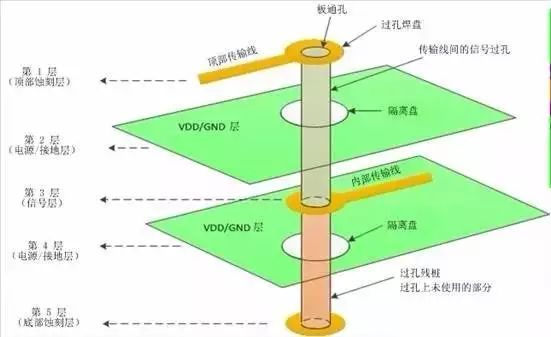 板通孔
过孔焊盘
顶部传输线
传输线间的信号过孔
第 1 层
（顶部蚀刻层）
隔离盘
VDD/GND 层
第 2 层
（电源/接地层）
内部传输线
第 3 层
（信号层）
VDD/GND 层
隔离盘
第 4 层
（电源/接地层）
过孔残桩
过孔上未使用的部分
第 5 层
（底部蚀刻层）